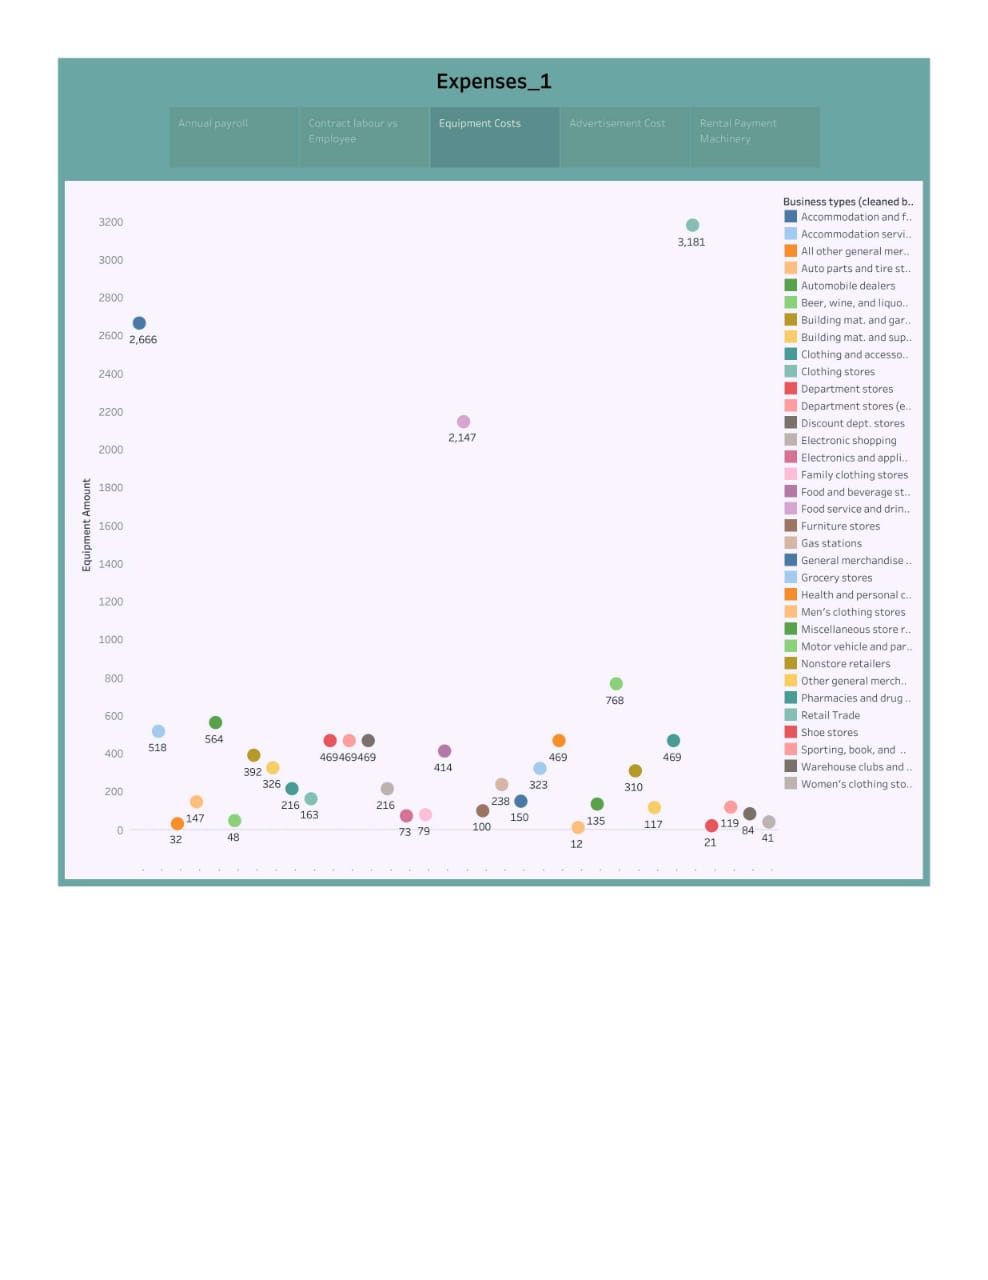 Expenses_1
Annual payroll
Contract labour vs
Employee
Equipment Costs
Advertisement Cost
Rental Payment
Machinery
Business types (cleaned b..
Accommodation and f..
Accommodation servi..
All other general mer..
Auto parts and tire st..
Automobile dealers
Beer, wine, and liquo..
Building mat. and gar..
Building mat. and sup..
Clothing and accesso..
Clothing stores
Department stores
Department stores (e..
Discount dept. stores
Electronic shopping
Electronics and appli..
Family clothing stores
Food and beverage st..
Food service and drin..
Furniture stores
Gas stations
General merchandise ..
Grocery stores
Health and personal c..
Men's clothing stores
Miscellaneous store r..
Motor vehicle and par..
Nonstore retailers
Other general merch..
Pharmacies and drug ..
Retail Trade
Shoe stores
Sporting, book, and ..
Warehouse clubs and ..
Women's clothing sto..
Equipment Amount
3200
3000
2800
2600
2400
2200
2000
1800
1600
1400
1200
1000
800
600
400
200
0
2,666
518
32
147
564
48
392
326
216
163
469
469
469
216
73
79
414
2,147
100
238
150
323
469
12
135
768
310
117
469
3,181
21
119
84
41